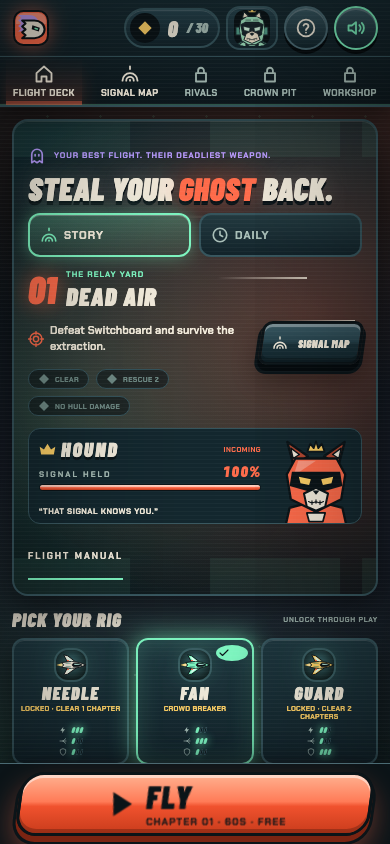 0 / 30
FLIGHT DECK
SIGNAL MAP
RIVALS
CROWN PIT
WORKSHOP
YOUR BEST FLIGHT. THEIR DEADLIEST WEAPON.
STEAL YOUR GHOST BACK.
STORY
DAILY
01
THE RELAY YARD
DEAD AIR
Defeat Switchboard and survive the
extraction.
SIGNAL MAP
CLEAR
RESCUE 2
NO HULL DAMAGE
HOUND
INCOMING
SIGNAL HELD
100%
"THAT SIGNAL KNOWS YOU."
FLIGHT MANUAL
PICK YOUR RIG
UNLOCK THROUGH PLAY
NEEDLE
LOCKED · CLEAR 1 CHAPTER
FAN
CROWD BREAKER
GUARD
LOCKED · CLEAR 2
CHAPTERS
FLY
CHAPTER 01 · 60S · FREE